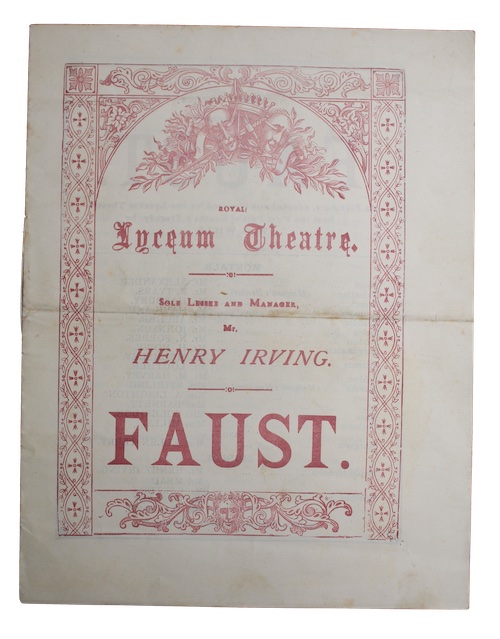 ROYAL
Lyceum Theatre.
SOLE LESSEE AND MANAGER,
Mr.
HENRY IRVING.
FAUST.